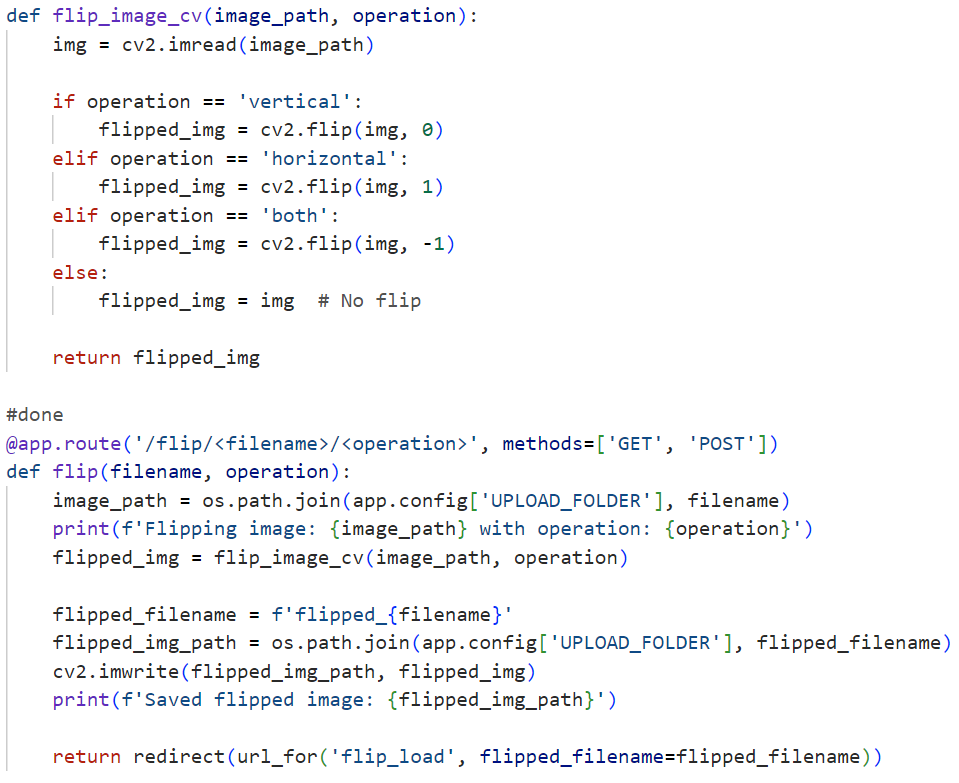 def flip_image_cv(image_path, operation):
    img = cv2.imread(image_path)

    if operation == 'vertical':
        flipped_img = cv2.flip(img, 0)
    elif operation == 'horizontal':
        flipped_img = cv2.flip(img, 1)
    elif operation == 'both':
        flipped_img = cv2.flip(img, -1)
    else:
        flipped_img = img  # No flip

    return flipped_img

#done
@app.route('/flip/<filename>/<operation>', methods=['GET', 'POST'])
def flip(filename, operation):
    image_path = os.path.join(app.config['UPLOAD_FOLDER'], filename)
    print(f'Flipping image: {image_path} with operation: {operation}')
    flipped_img = flip_image_cv(image_path, operation)

    flipped_filename = f'flipped_{filename}'
    flipped_img_path = os.path.join(app.config['UPLOAD_FOLDER'], flipped_filename)
    cv2.imwrite(flipped_img_path, flipped_img)
    print(f'Saved flipped image: {flipped_img_path}')

    return redirect(url_for('flip_load', flipped_filename=flipped_filename))